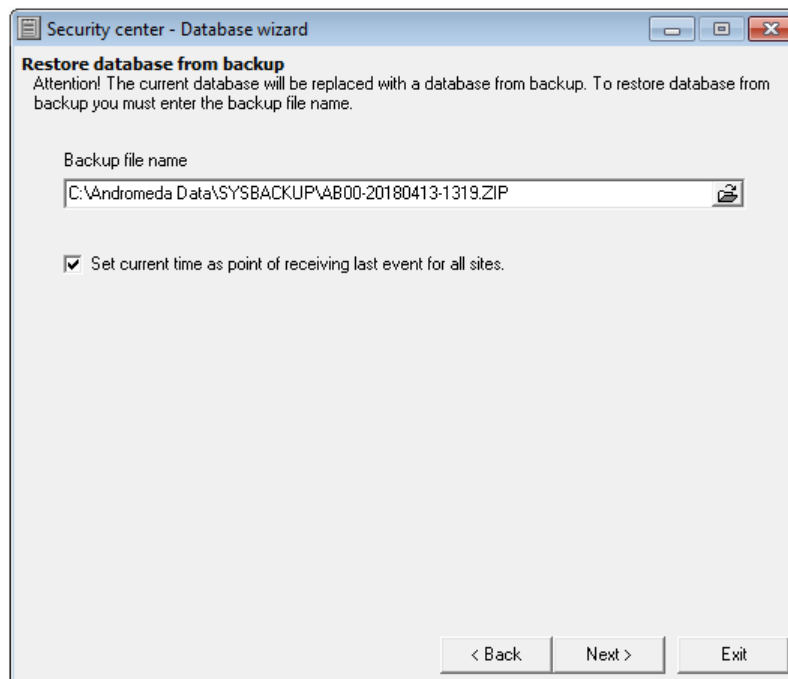 Security center - Database wizard
Restore database from backup
Attention! The current database will be replaced with a database from backup. To restore database from
backup you must enter the backup file name.
Backup file name
C:\Andromeda Data\SYSBACKUP\AB00-20180413-1319.ZIP
Set current time as point of receiving last event for all sites.
< Back
Next >
Exit